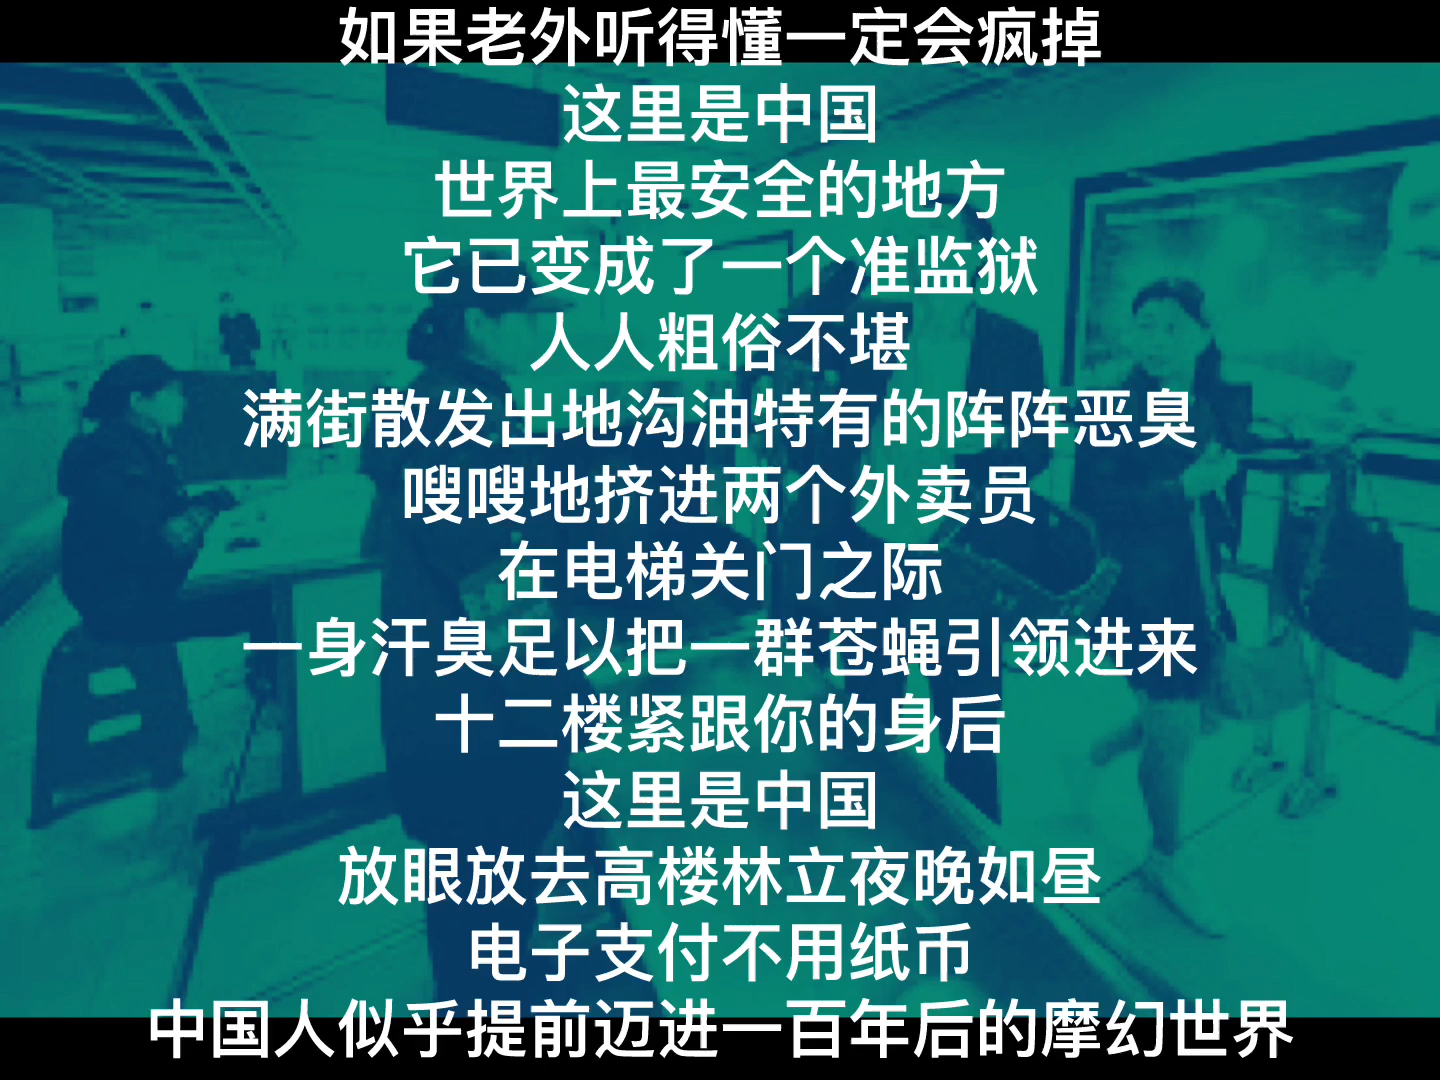 如果老外听得懂一定会疯掉
这里是中国
世界上最安全的地方
它已变成了一个准监狱
人人粗俗不堪
满街散发出地沟油特有的阵阵恶臭
嗖嗖地挤进两个外卖员
在电梯关门之际
一身汗臭足以把一群苍蝇引领进来
十二楼紧跟你的身后
这里是中国
放眼放去高楼林立夜晚如昼
电子支付不用纸币
中国人似乎提前迈进一百年后的摩幻世界